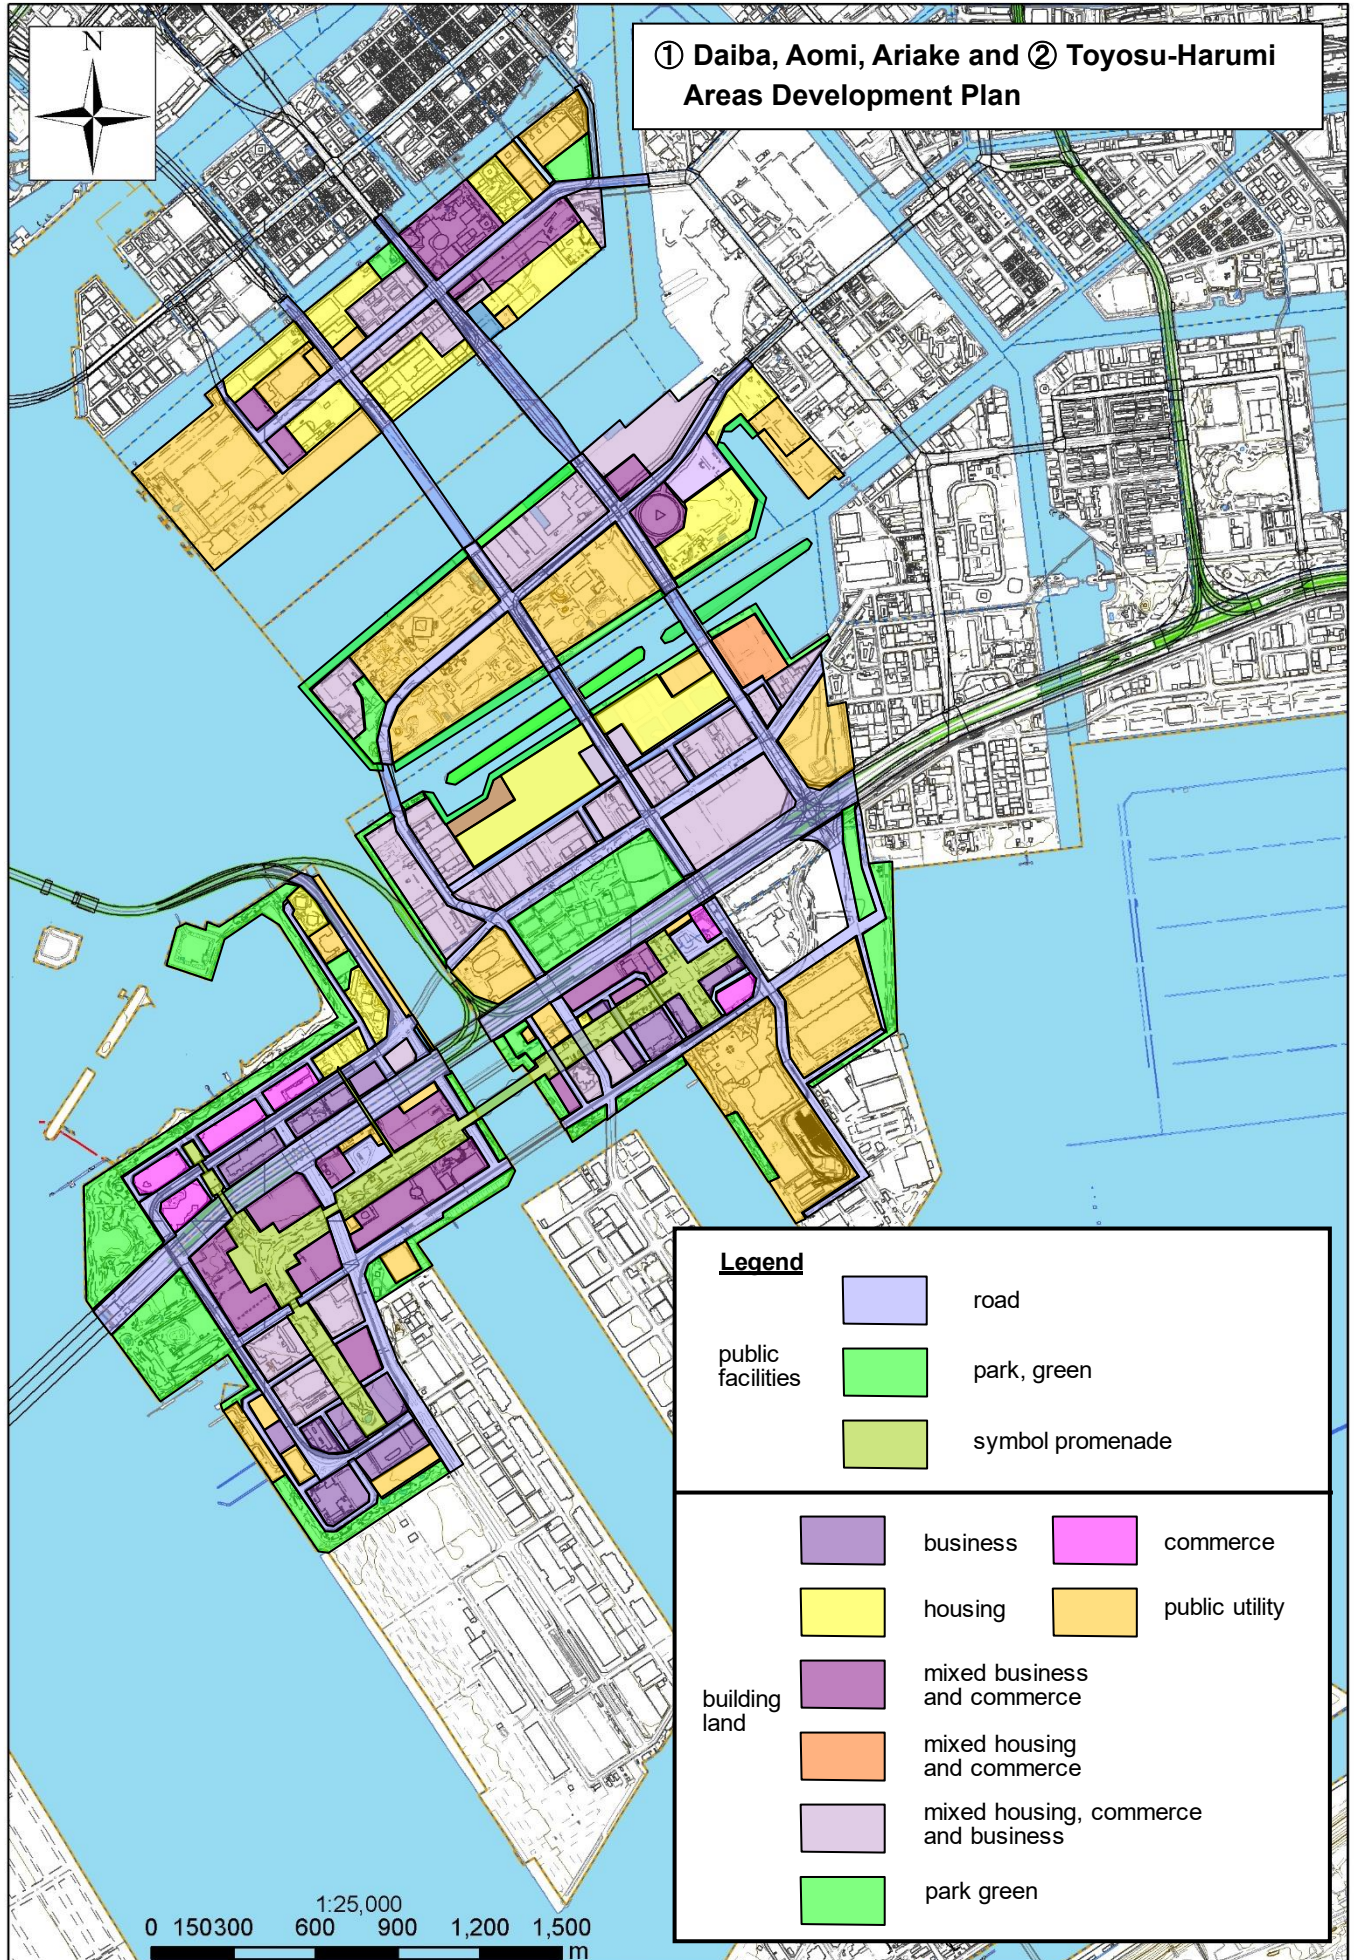 N
① Daiba, Aomi, Ariake and ② Toyosu-Harumi
Areas Development Plan
Legend
public
facilities
road
park, green
symbol promenade
building
land
business
commerce
housing
public utility
mixed business
and commerce
mixed housing
and commerce
mixed housing, commerce
and business
park green
1:25,000
0 150300 600 900 1,200 1,500
m